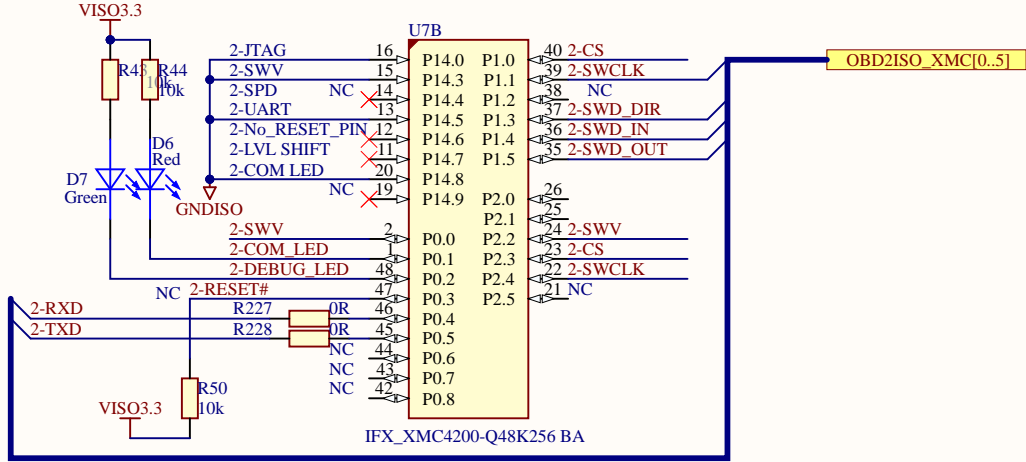 VISO3.3
U7B
R43
R44
10k
10k
D6
Red
D7
Green
GNDISO
2-JTAG 16 P14.0 P1.0 40 2-CS
2-SWV 15 P14.3 P1.1 39 2-SWCLK
2-SPD NC 14 P14.4 P1.2 38 NC
2-UART 13 P14.5 P1.3 37 2-SWD_DIR
2-No_RESET_PIN 12 P14.6 P1.4 36 2-SWD_IN
2-LVL SHIFT 11 P14.7 P1.5 35 2-SWD_OUT
2-COM LED 20 P14.8
NC 19 P14.9 P2.0 26
P2.1 25
2-SWV 2 P0.0 P2.2 24 2-SWV
2-COM_LED 1 P0.1 P2.3 23 2-CS
2-DEBUG_LED 48 P0.2 P2.4 22 2-SWCLK
NC 2-RESET# 47 P0.3 P2.5 21 NC
2-RXD R227 0R 46 P0.4
2-TXD R228 0R 45 P0.5
NC 44 P0.6
NC 43 P0.7
NC 42 P0.8
R50
10k
VISO3.3
IFX_XMC4200-Q48K256 BA
OBD2ISO_XMC[0..5]